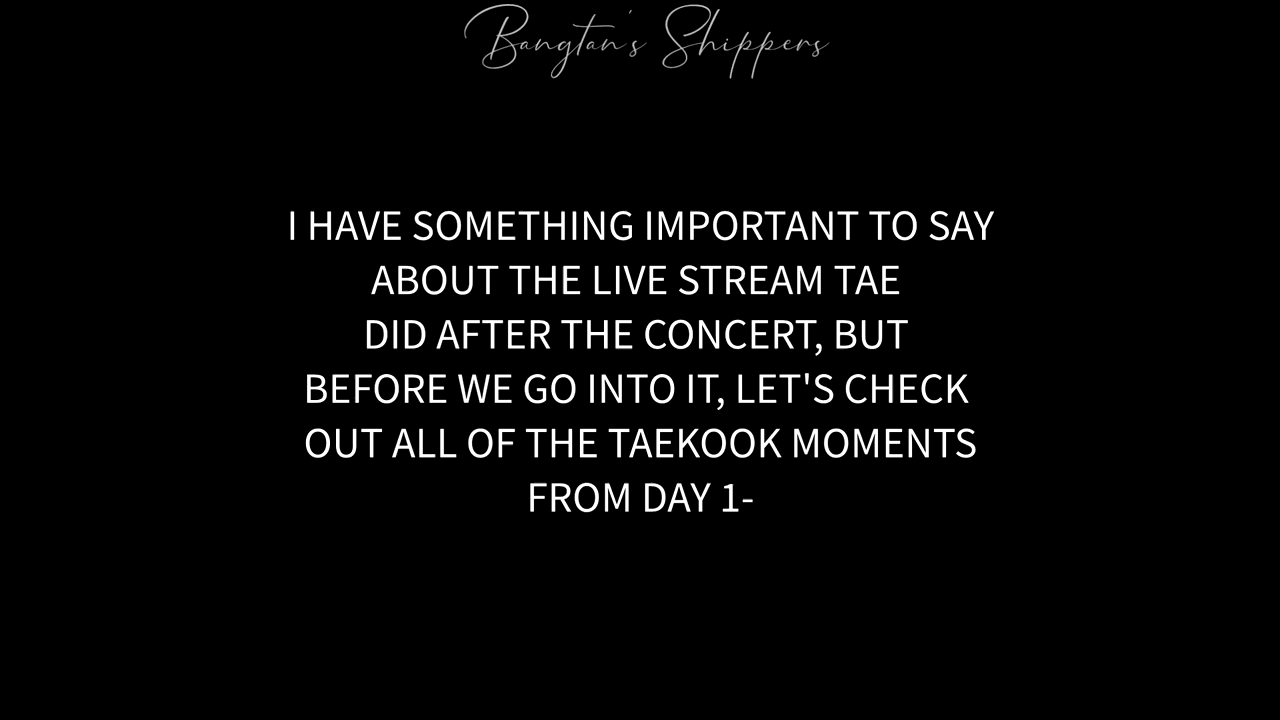 Bangtan's Shippers
I HAVE SOMETHING IMPORTANT TO SAY
ABOUT THE LIVE STREAM TAE
DID AFTER THE CONCERT, BUT
BEFORE WE GO INTO IT, LET'S CHECK
OUT ALL OF THE TAEKOOK MOMENTS
FROM DAY 1-